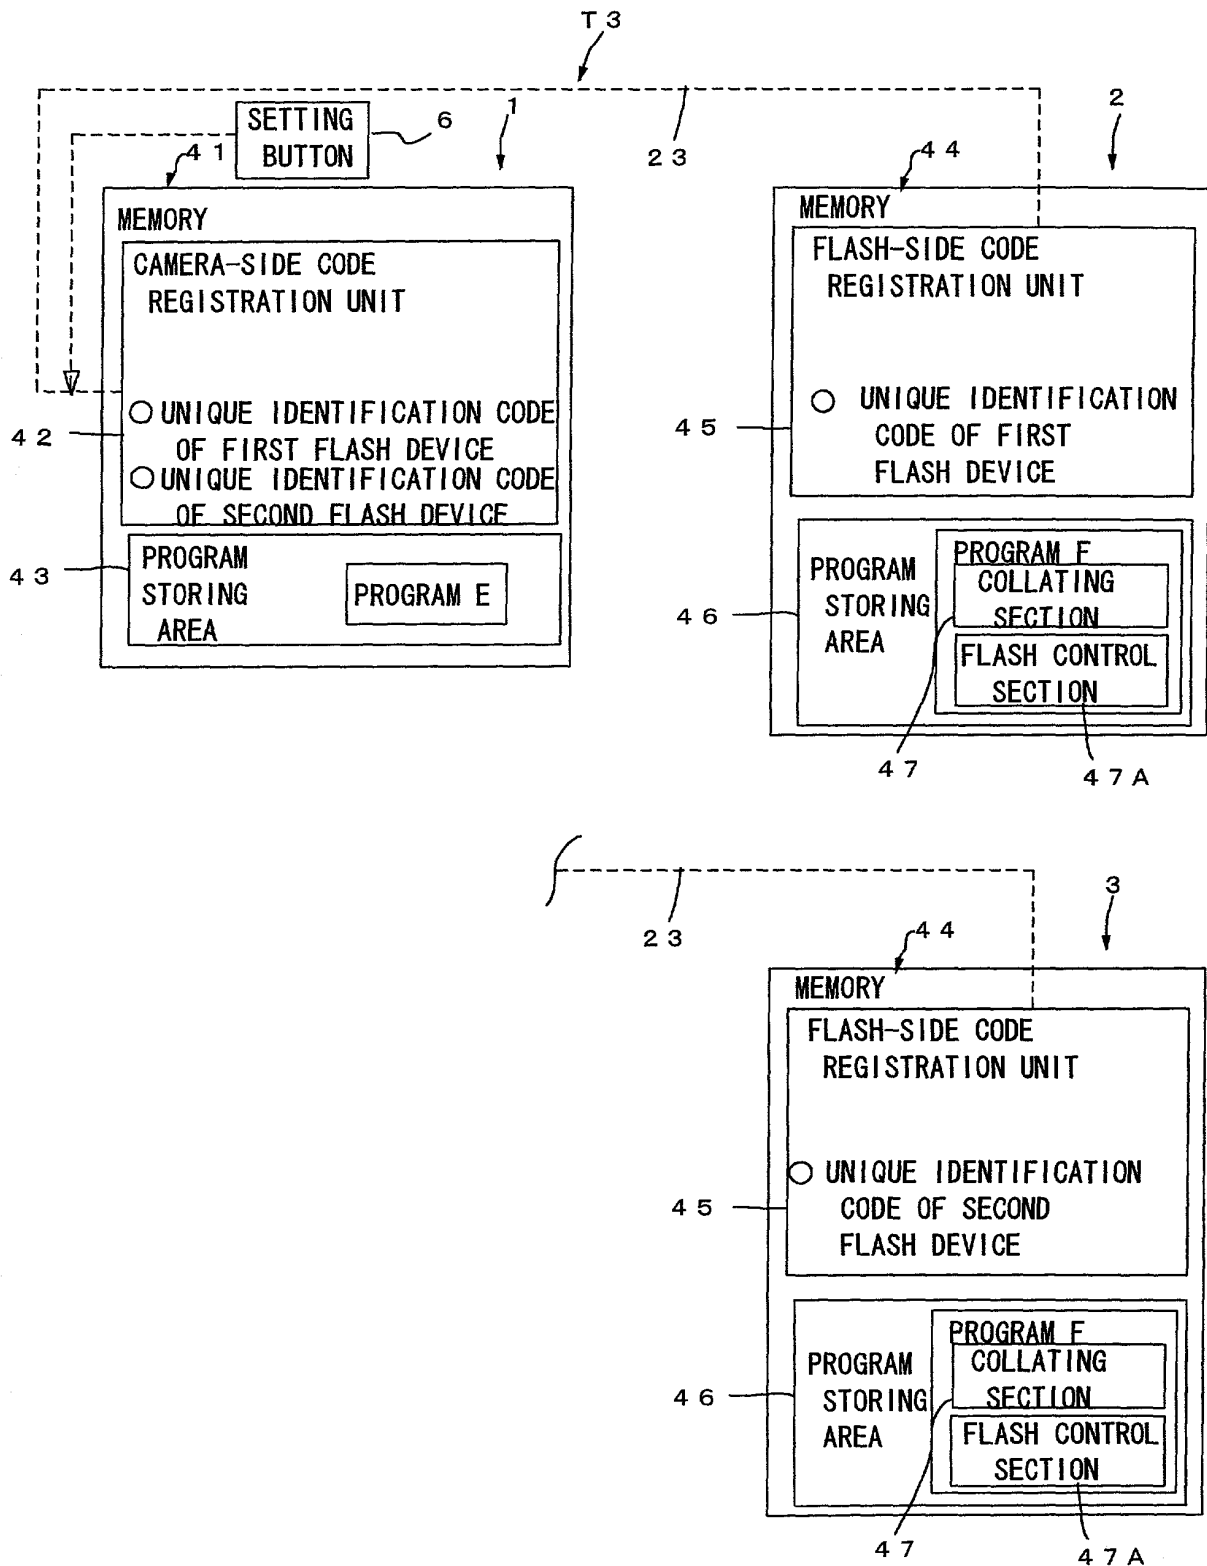 T3
SETTING
BUTTON
6
1
23
2
41
44
MEMORY
CAMERA-SIDE CODE
REGISTRATION UNIT
○UNIQUE IDENTIFICATION CODE
OF FIRST FLASH DEVICE
○UNIQUE IDENTIFICATION CODE
OF SECOND FLASH DEVICE
42
43
PROGRAM
STORING
AREA
PROGRAM E
MEMORY
FLASH-SIDE CODE
REGISTRATION UNIT
○ UNIQUE IDENTIFICATION
CODE OF FIRST
FLASH DEVICE
45
46
PROGRAM
STORING
AREA
PROGRAM F
COLLATING
SECTION
FLASH CONTROL
SECTION
47
47A
23
3
44
MEMORY
FLASH-SIDE CODE
REGISTRATION UNIT
○ UNIQUE IDENTIFICATION
CODE OF SECOND
FLASH DEVICE
45
46
PROGRAM
STORING
AREA
PROGRAM F
COLLATING
SECTION
FLASH CONTROL
SECTION
47
47A